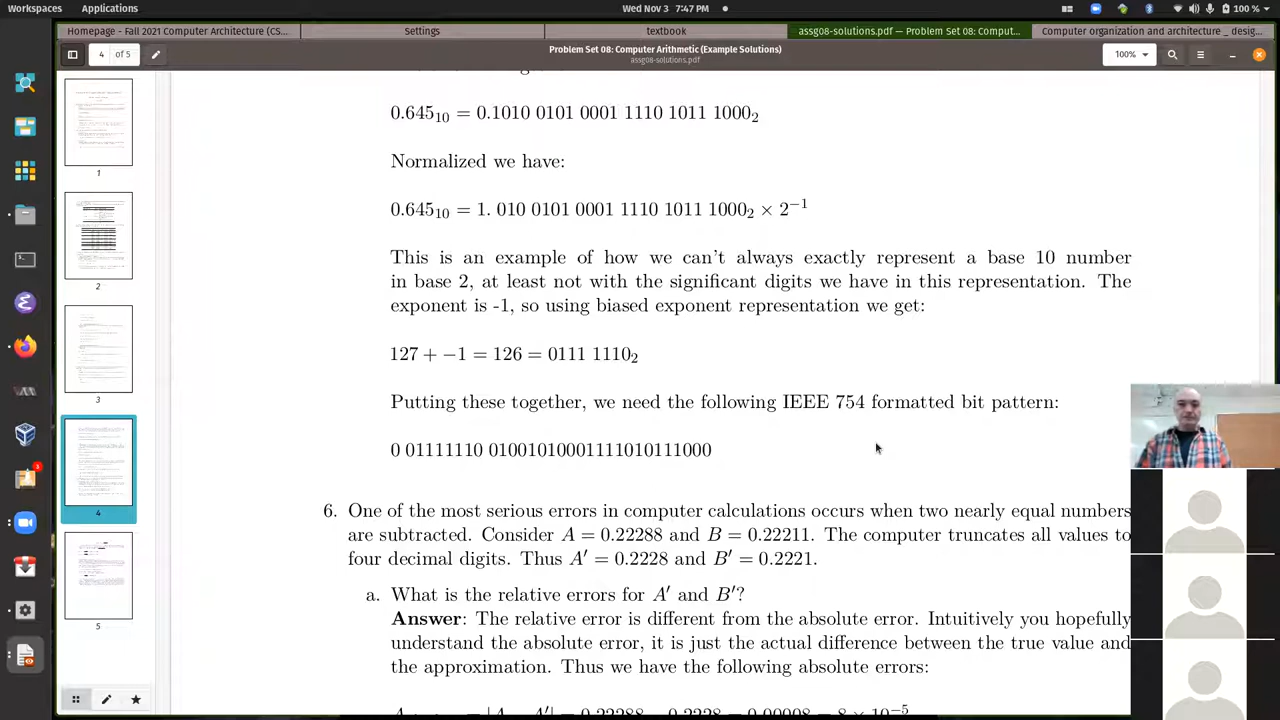 Workspaces Applications Wed Nov 3 7:47 PM 100 %
Homepage - Fall 2021 Computer Architecture (CS... Settings textbook assg08-solutions.pdf — Problem Set 08: Comput... Computer organization and architecture _ desig...
4 of 5 Problem Set 08: Computer Arithmetic (Example Solutions) 100%
assg08-solutions.pdf
0.645₁₀ = 0.1010 0101 0001 1110 1011 1000₂
Normalized we have:
0.645₁₀ = 1. 010 0101 0001 1110 1011 1000₂ × 2⁻¹
This is an example of how we can't always exactly represent a base 10 number
in base 2, at least not with the significant digits we have in this representation. The
exponent is -1, so using biased exponent representation we get:
127 + −1 = 126 = 0111 1110₂
Putting these together, we need the following IEEE 754 formatted bit pattern:
0 01111110 01001010001111010111000
6. One of the most serious errors in computer calculations occurs when two nearly equal numbers
are subtracted. Consider A = 0.22288 and B = 0.22211. The computer truncates all values to
four decimal digits. Thus A′ = 0.2228 and B′ = 0.2221.
a. What is the relative errors for A′ and B′?
Answer: The relative error is different from the absolute error. Intuitively you hopefully
understand the absolute error, it is just the actual difference between the true value and
the approximation. Thus we have the following absolute errors:
1
2
3
4
5